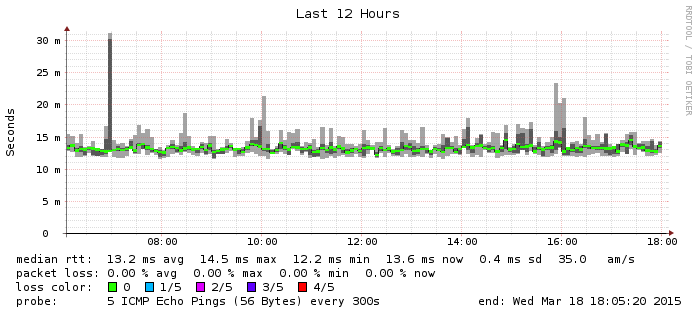 Last 12 Hours
RRDTOOL / TOBI OETIKER
Seconds
30 m
25 m
20 m
15 m
10 m
5 m
0
08:00 10:00 12:00 14:00 16:00 18:00
median rtt: 13.2 ms avg 14.5 ms max 12.2 ms min 13.6 ms now 0.4 ms sd 35.0 am/s
packet loss: 0.00 % avg 0.00 % max 0.00 % min 0.00 % now
loss color: 0 1/5 2/5 3/5 4/5
probe: 5 ICMP Echo Pings (56 Bytes) every 300s end: Wed Mar 18 18:05:20 2015